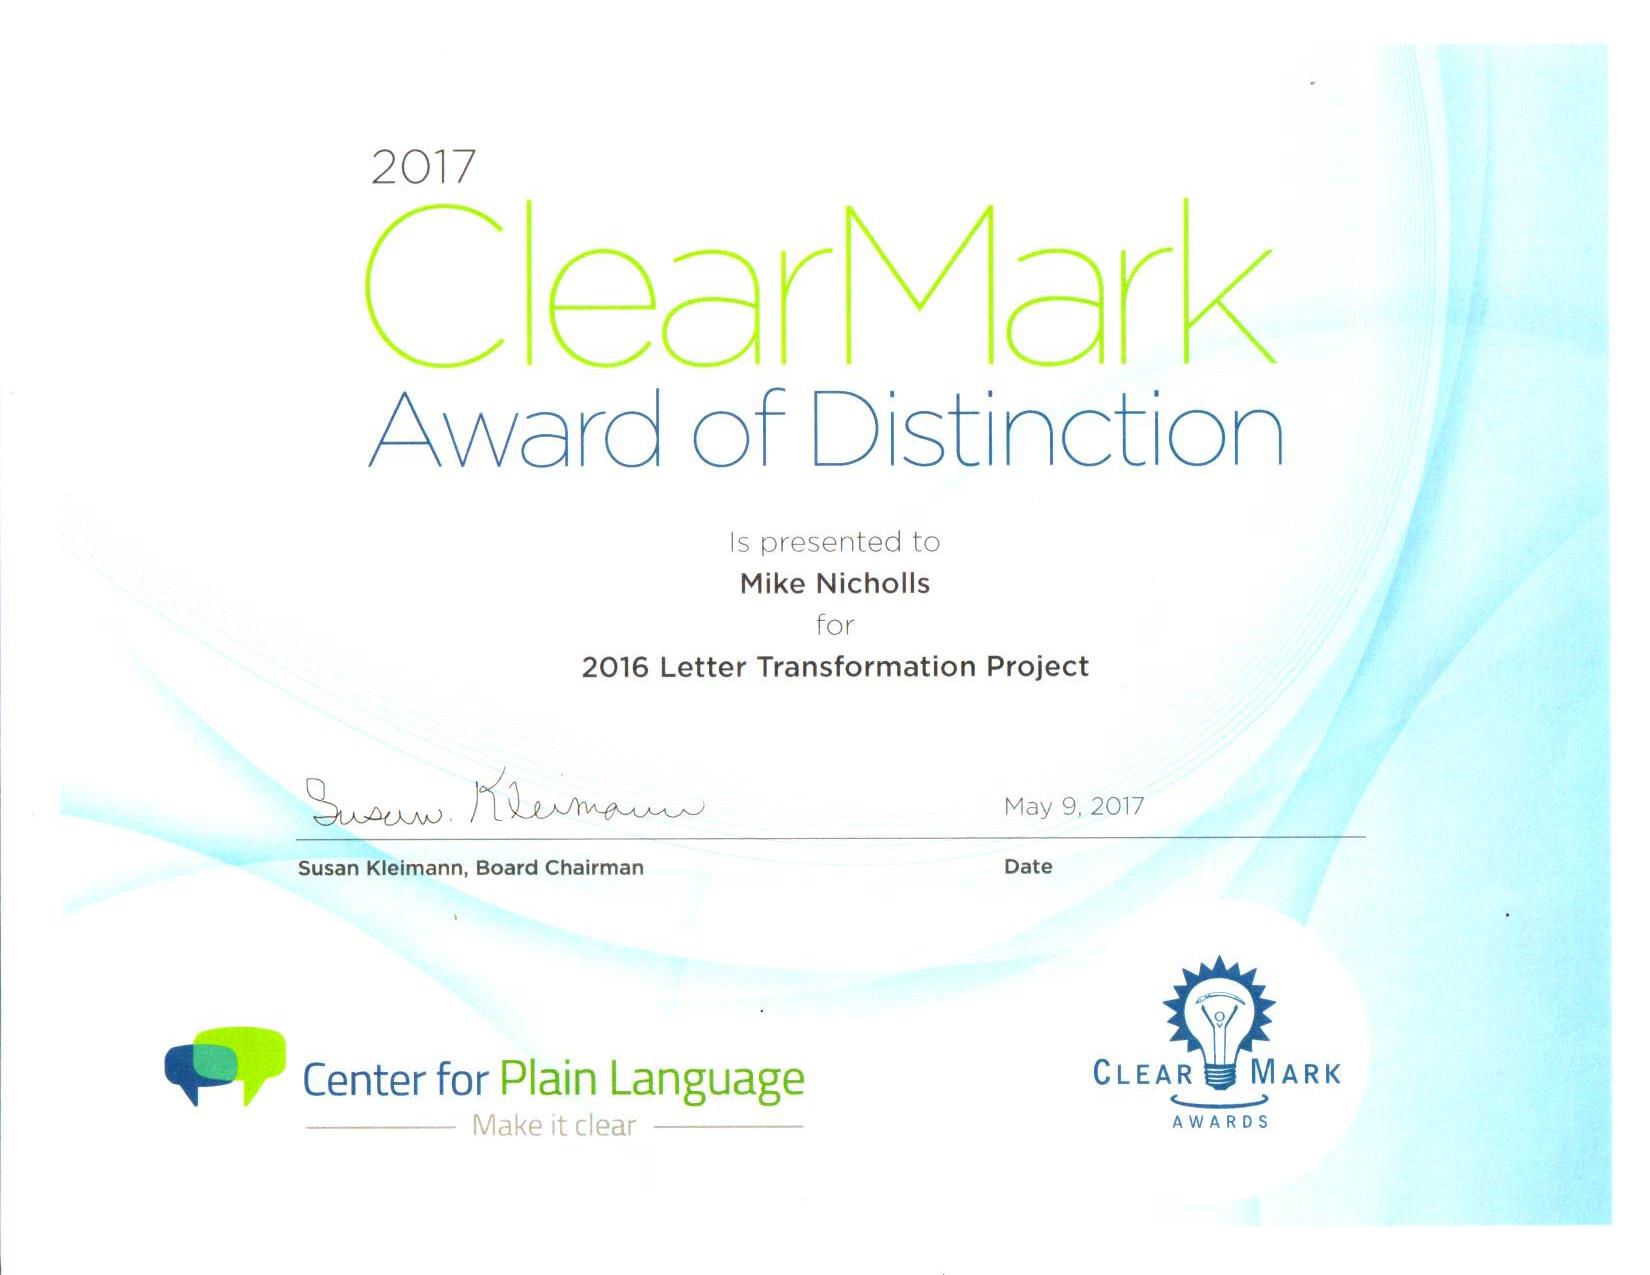 2017
ClearMark
Award of Distinction
Is presented to
Mike Nicholls
for
2016 Letter Transformation Project
Susan Kleimann
May 9, 2017
Susan Kleimann, Board Chairman
Date
Center for Plain Language
Make it clear
CLEAR MARK
AWARDS